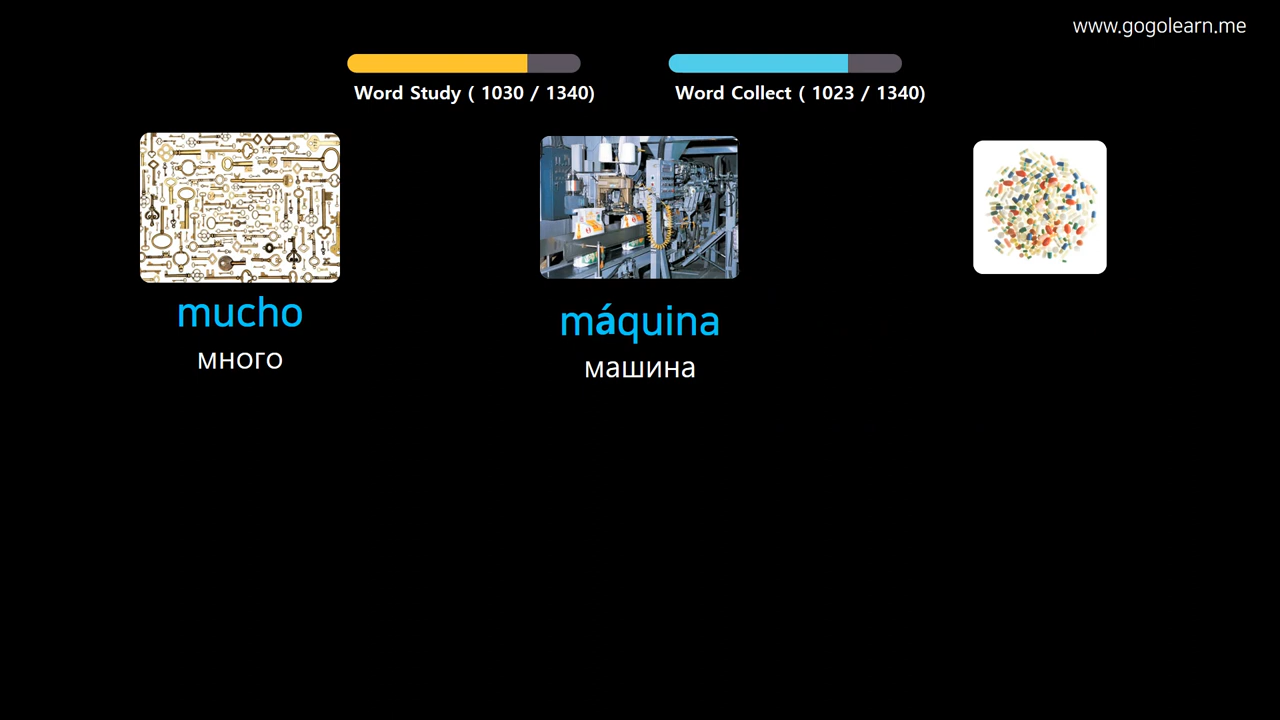 www.gogolearn.me
Word Study ( 1030 / 1340)
Word Collect ( 1023 / 1340)
mucho
много
máquina
машина